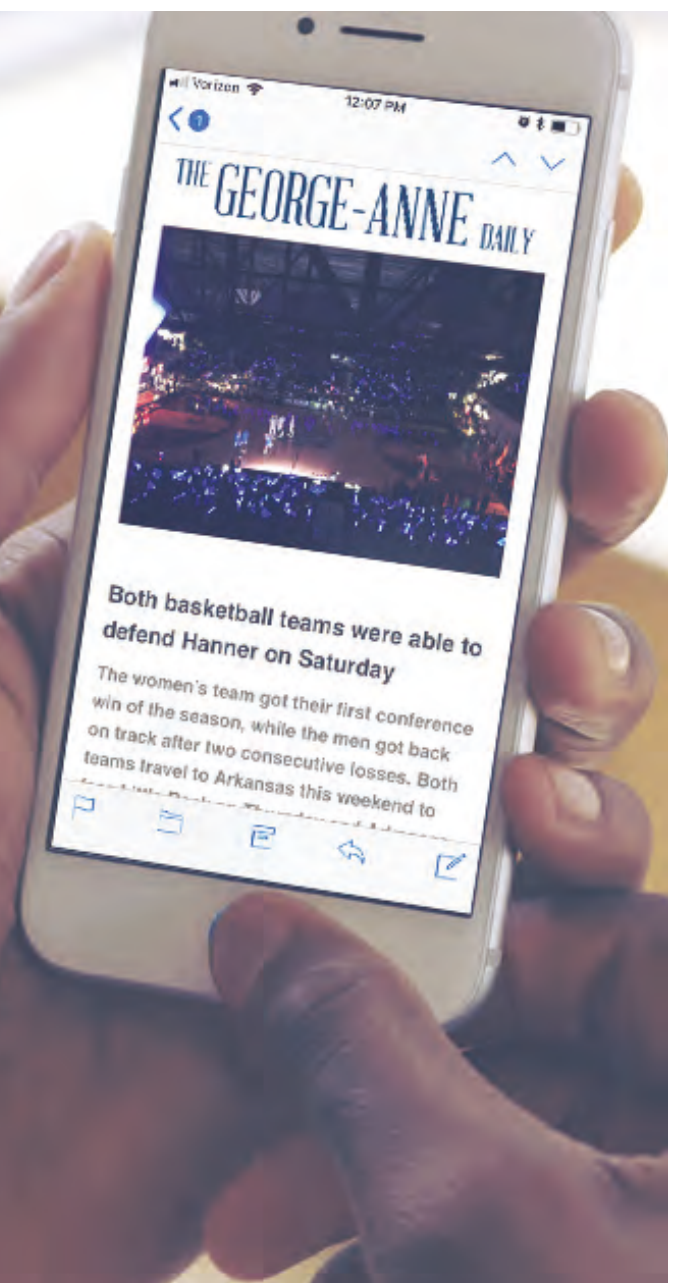 Verizon 12:07 PM
THE GEORGE-ANNE DAILY
Both basketball teams were able to
defend Hanner on Saturday
The women's team got their first conference
win of the season, while the men got back
on track after two consecutive losses. Both
teams travel to Arkansas this weekend to